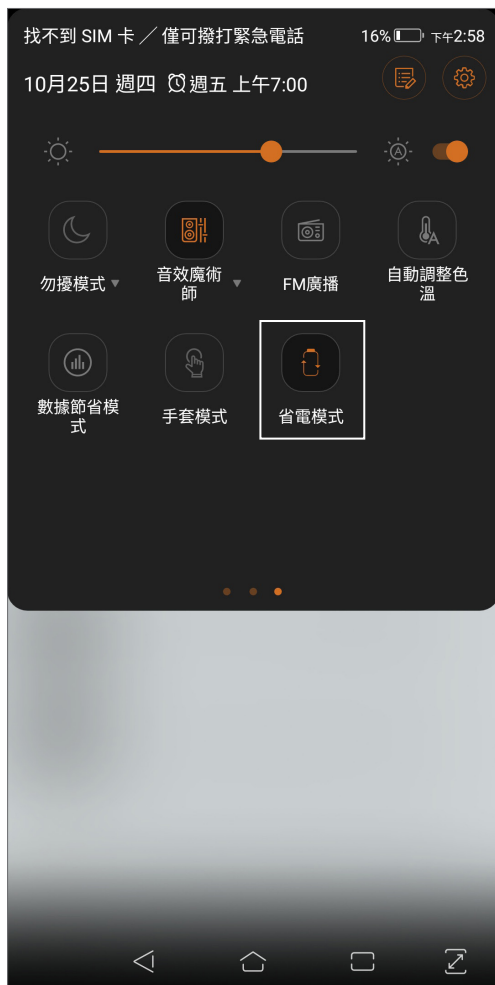 找不到 SIM 卡 ╱ 僅可撥打緊急電話 16% 下午2:58
10月25日 週四 週五 上午7:00
A
勿擾模式 音效魔術師 FM廣播 自動調整色溫
A
數據節省模式 手套模式 省電模式